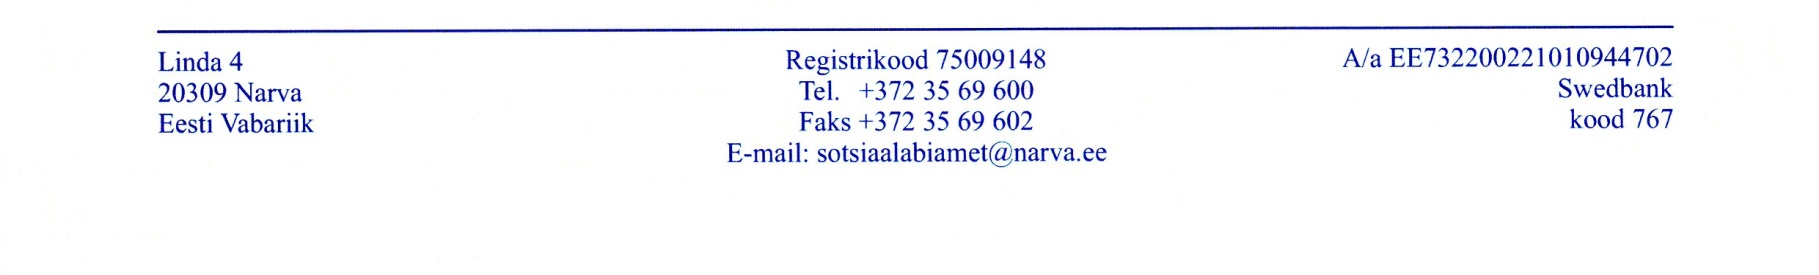 Linda 4
20309 Narva
Eesti Vabariik
Registrikood 75009148
Tel. +372 35 69 600
Faks +372 35 69 602
E-mail: sotsiaalabiamet@narva.ee
A/a EE732200221010944702
Swedbank
kood 767